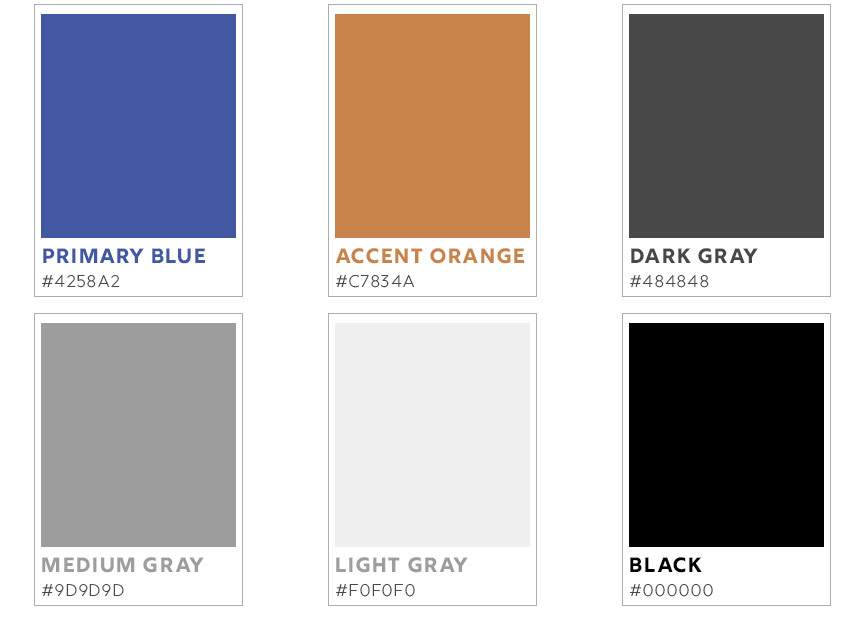 PRIMARY BLUE
#4258A2
ACCENT ORANGE
#C7834A
DARK GRAY
#484848
MEDIUM GRAY
#9D9D9D
LIGHT GRAY
#F0F0F0
BLACK
#000000